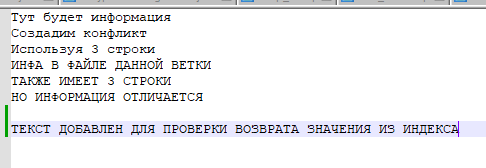 Тут будет информация
Создадим конфликт
Используя 3 строки
ИНФА В ФАЙЛЕ ДАННОЙ ВЕТКИ
ТАКЖЕ ИМЕЕТ 3 СТРОКИ
НО ИНФОРМАЦИЯ ОТЛИЧАЕТСЯ
ТЕКСТ ДОБАВЛЕН ДЛЯ ПРОВЕРКИ ВОЗВРАТА ЗНАЧЕНИЯ ИЗ ИНДЕКСА